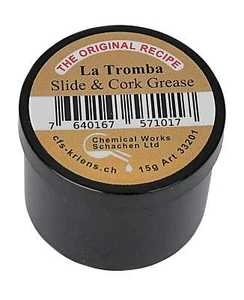 THE ORIGINAL RECIPE
La Tromba
Slide & Cork Grease
7 640167 571017
Chemical Works
Schachen Ltd
cfs-kriens.ch
15g Art 33201